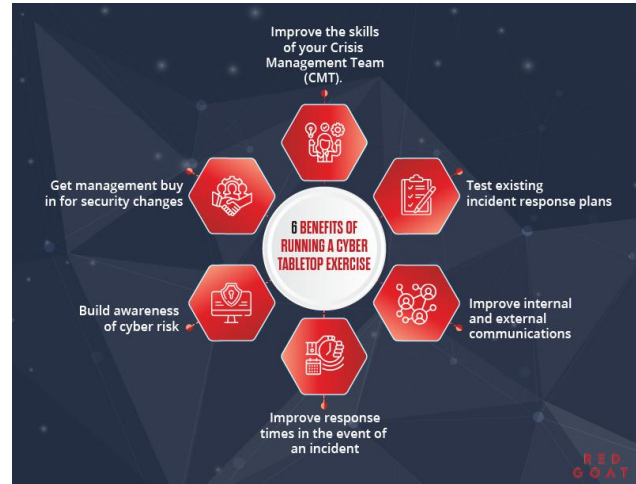 Improve the skills
of your Crisis
Management Team
(CMT).
Get management buy
in for security changes
Test existing
incident response plans
6 BENEFITS OF
RUNNING A CYBER
TABLETOP EXERCISE
Build awareness
of cyber risk
Improve internal
and external
communications
Improve response
times in the event of
an incident
RED
GOAT